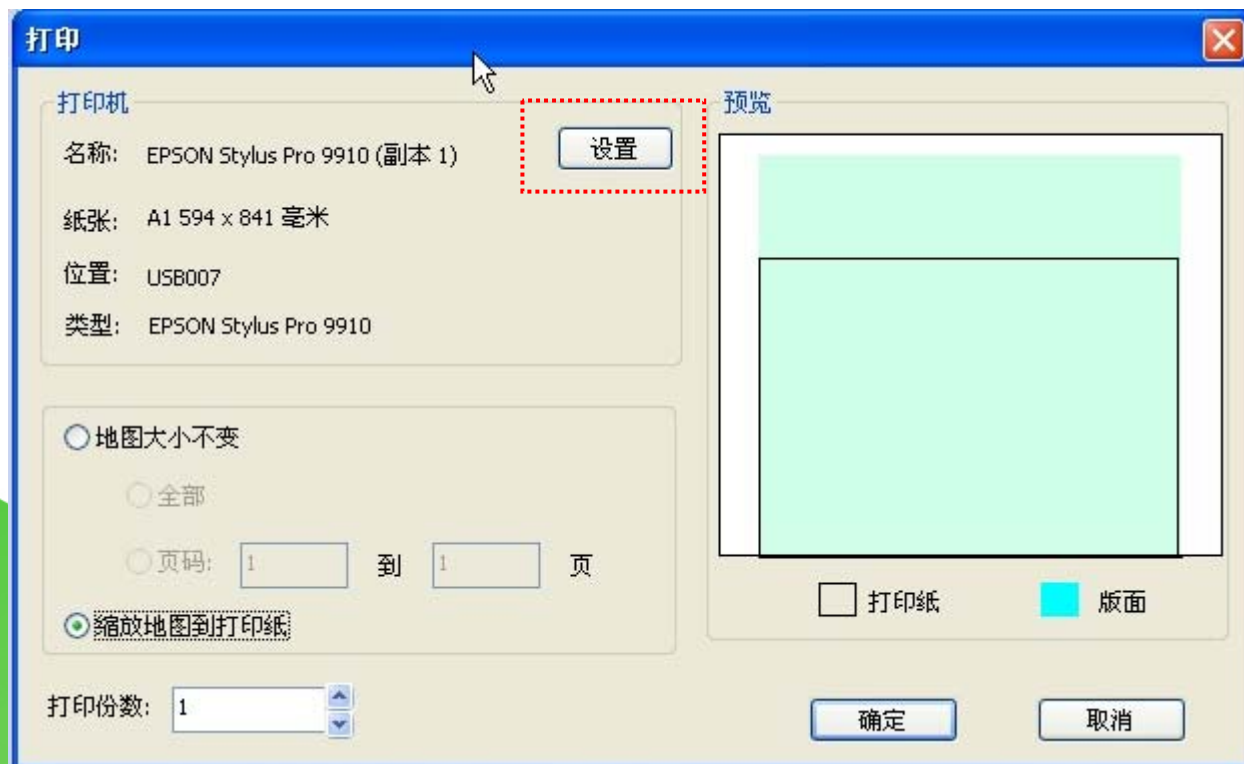 打印
打印机
名称: EPSON Stylus Pro 9910 (副本 1)
设置
纸张: A1 594 x 841 毫米
位置: USB007
类型: EPSON Stylus Pro 9910
地图大小不变
全部
页码: 1 到 1 页
缩放地图到打印纸
打印份数: 1
预览
打印纸 版面
确定 取消